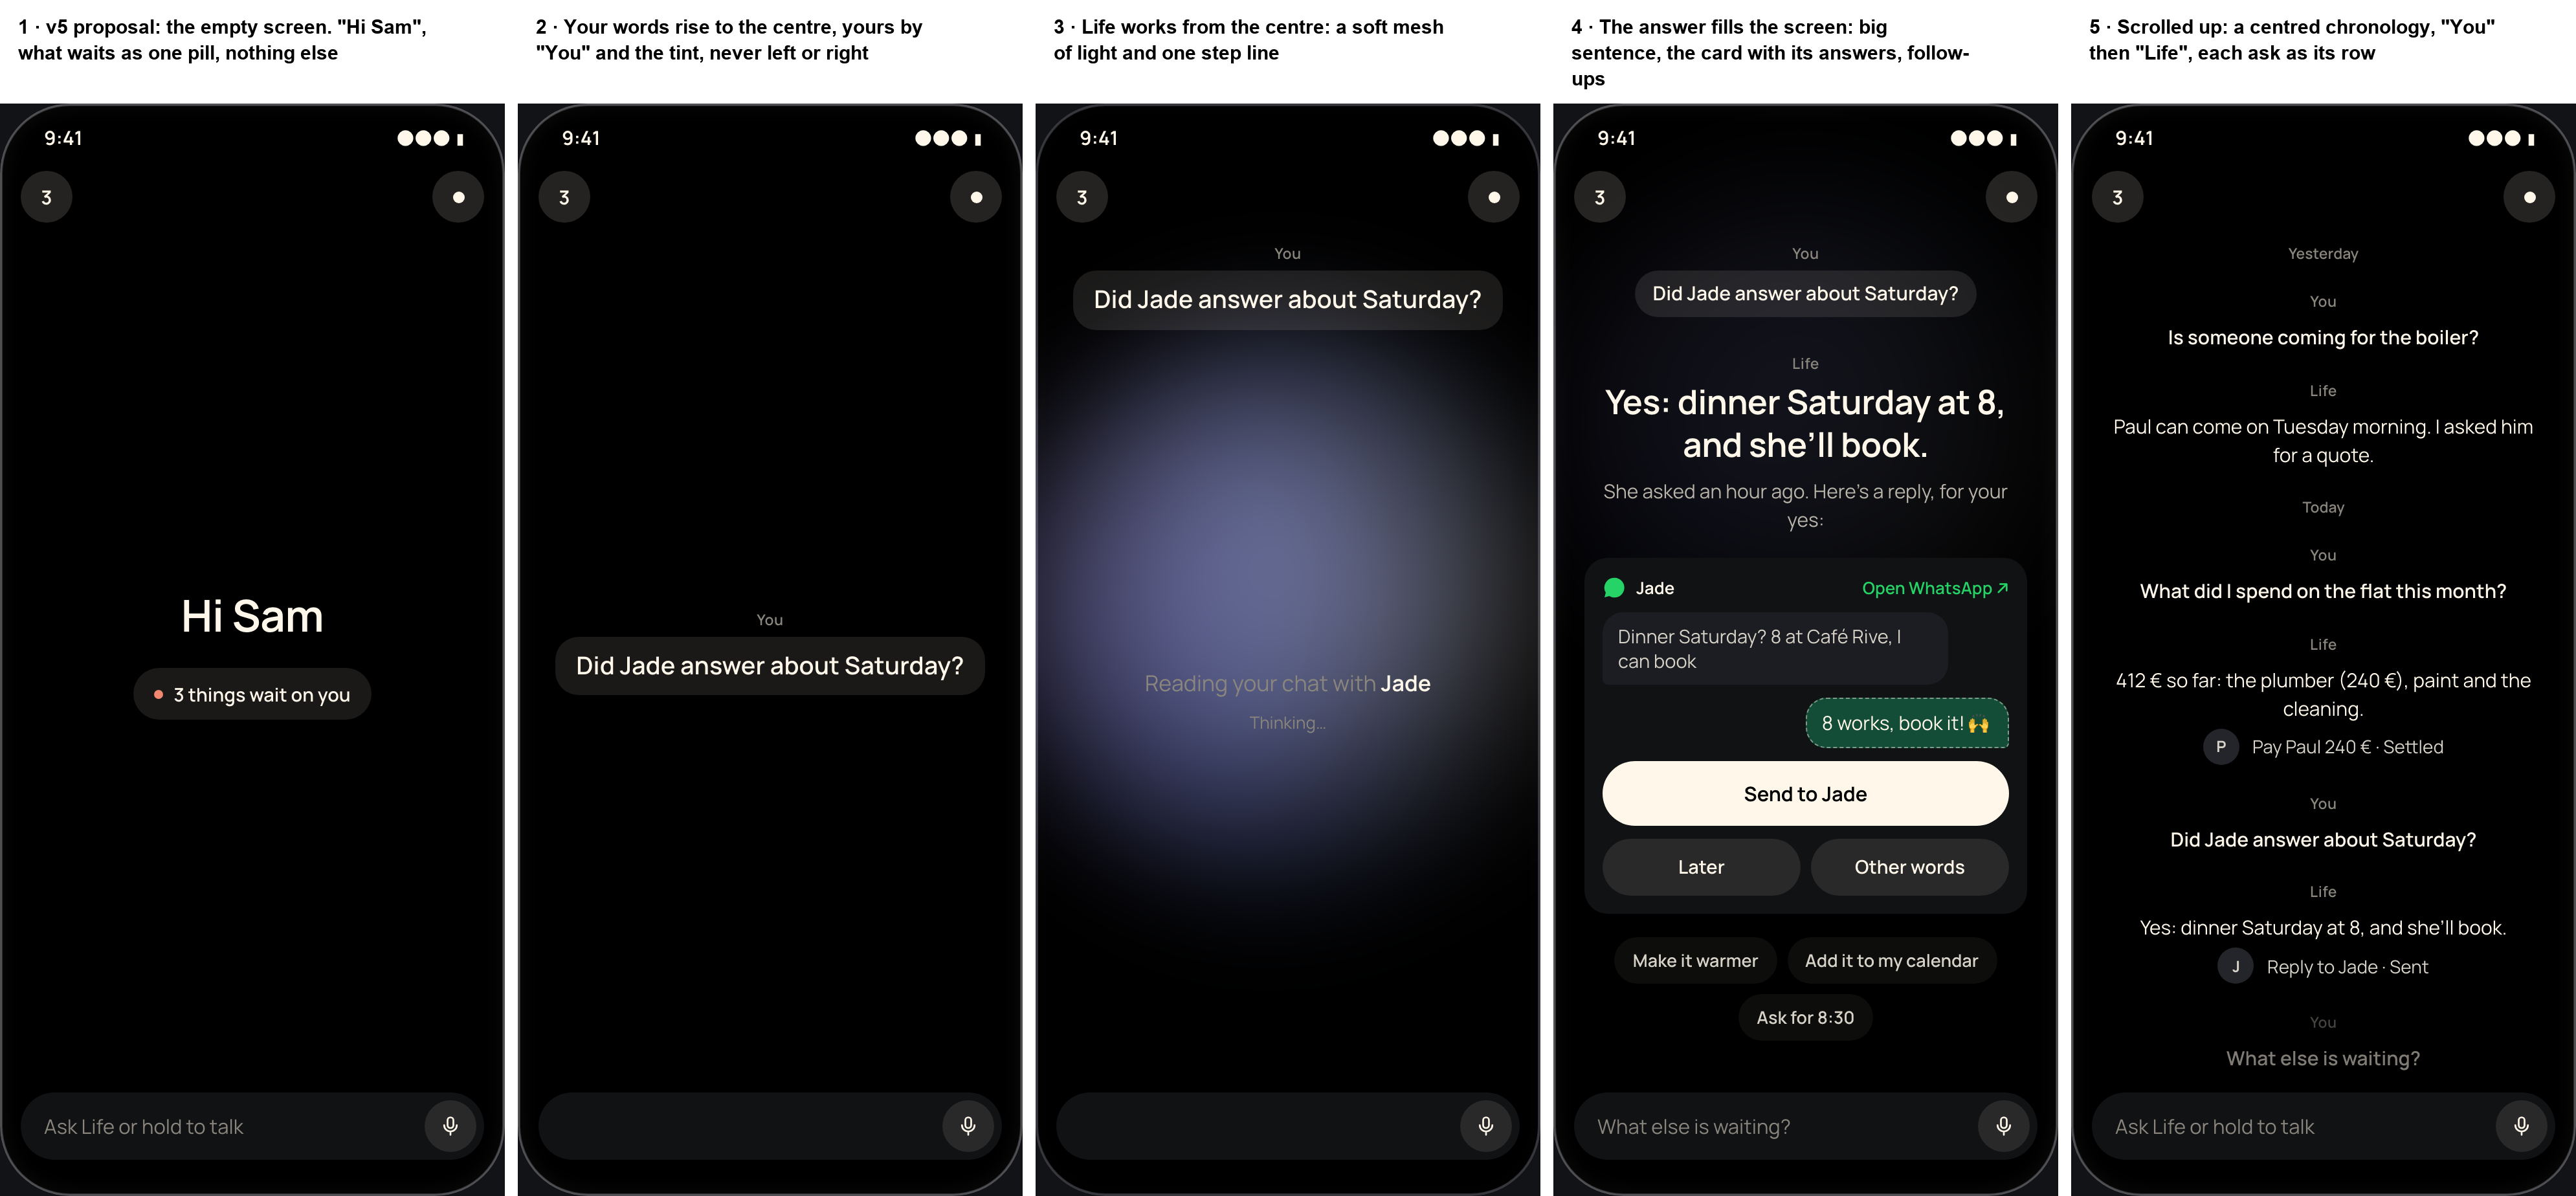 1 · v5 proposal: the empty screen. "Hi Sam",
what waits as one pill, nothing else
9:41
3
Hi Sam
3 things wait on you
Ask Life or hold to talk
2 · Your words rise to the centre, yours by
"You" and the tint, never left or right
9:41
3
You
Did Jade answer about Saturday?
3 · Life works from the centre: a soft mesh
of light and one step line
9:41
3
You
Did Jade answer about Saturday?
Reading your chat with Jade
Thinking…
4 · The answer fills the screen: big
sentence, the card with its answers, follow-
ups
9:41
3
You
Did Jade answer about Saturday?
Life
Yes: dinner Saturday at 8,
and she’ll book.
She asked an hour ago. Here’s a reply, for your
yes:
Jade
Open WhatsApp ↗
Dinner Saturday? 8 at Café Rive, I
can book
8 works, book it! 🙌
Send to Jade
Later
Other words
Make it warmer
Add it to my calendar
Ask for 8:30
What else is waiting?
5 · Scrolled up: a centred chronology, "You"
then "Life", each ask as its row
9:41
3
Yesterday
You
Is someone coming for the boiler?
Life
Paul can come on Tuesday morning. I asked him
for a quote.
Today
You
What did I spend on the flat this month?
Life
412 € so far: the plumber (240 €), paint and the
cleaning.
P
Pay Paul 240 € · Settled
You
Did Jade answer about Saturday?
Life
Yes: dinner Saturday at 8, and she’ll book.
J
Reply to Jade · Sent
You
What else is waiting?
Ask Life or hold to talk